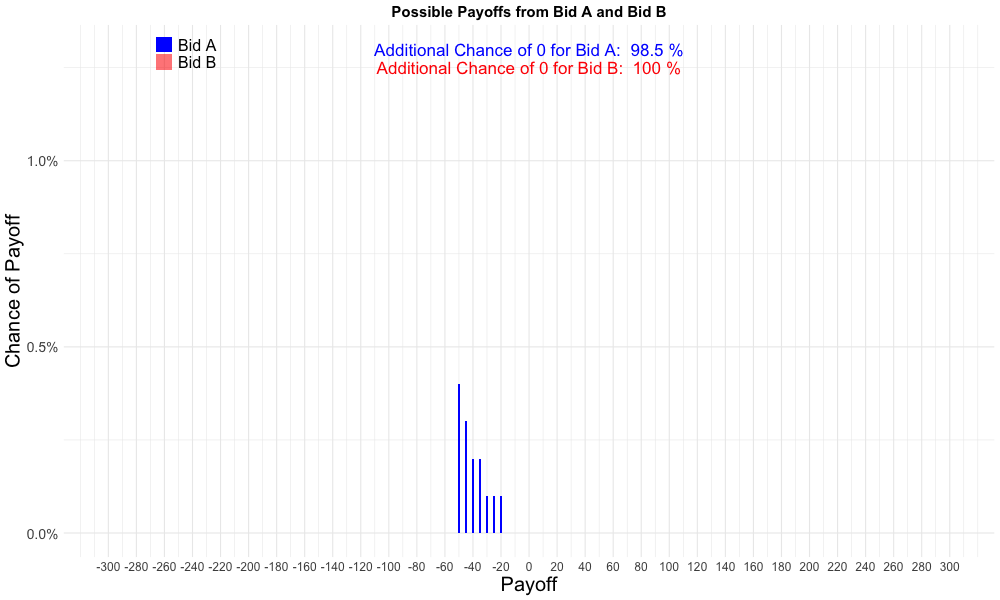 Possible Payoffs from Bid A and Bid B
Bid A
Bid B
Additional Chance of 0 for Bid A:  98.5 %
Additional Chance of 0 for Bid B:  100 %
Chance of Payoff
1.0%
0.5%
0.0%
-300 -280 -260 -240 -220 -200 -180 -160 -140 -120 -100 -80 -60 -40 -20 0 20 40 60 80 100 120 140 160 180 200 220 240 260 280 300
Payoff